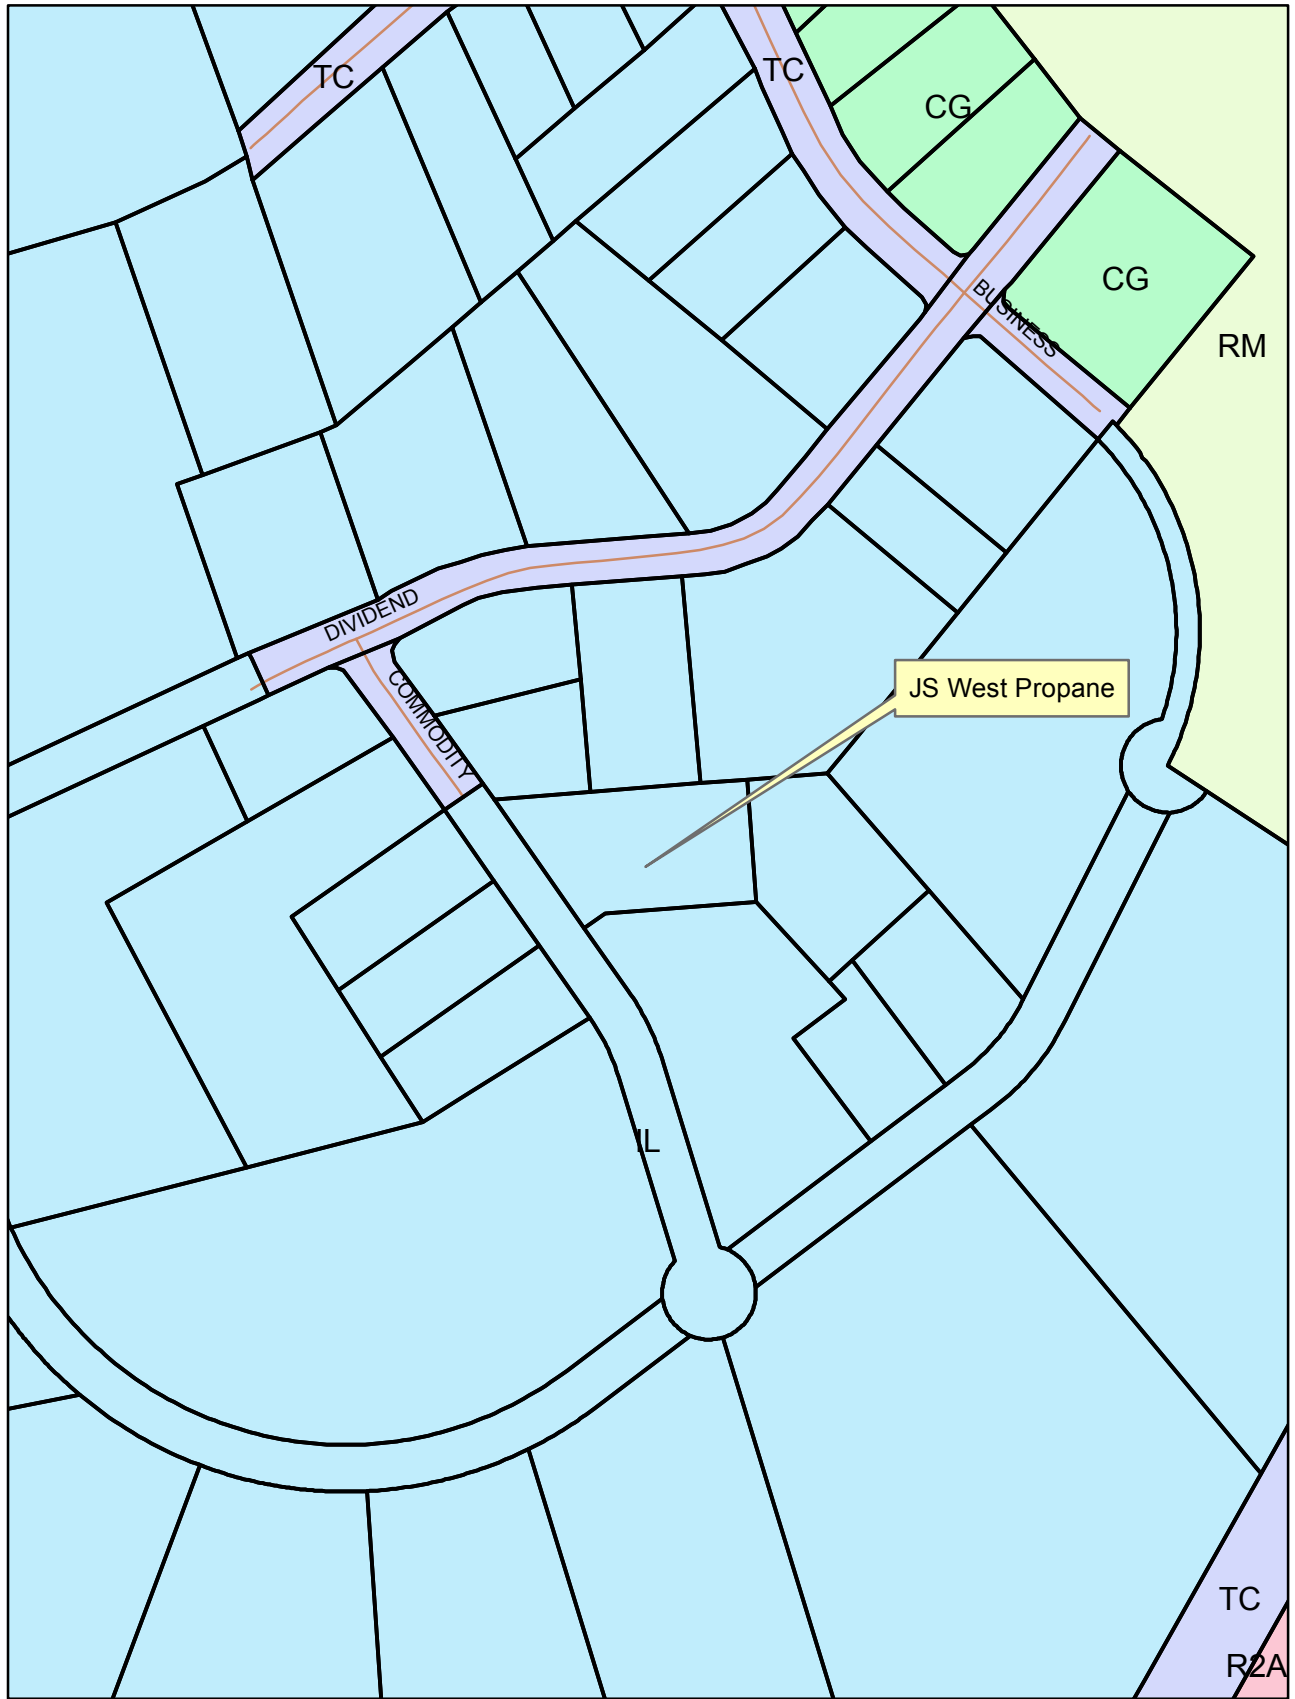 TC
TC
CG
CG
BUSINESS
RM
DIVIDEND
COMMODITY
JS West Propane
IL
TC
R2A